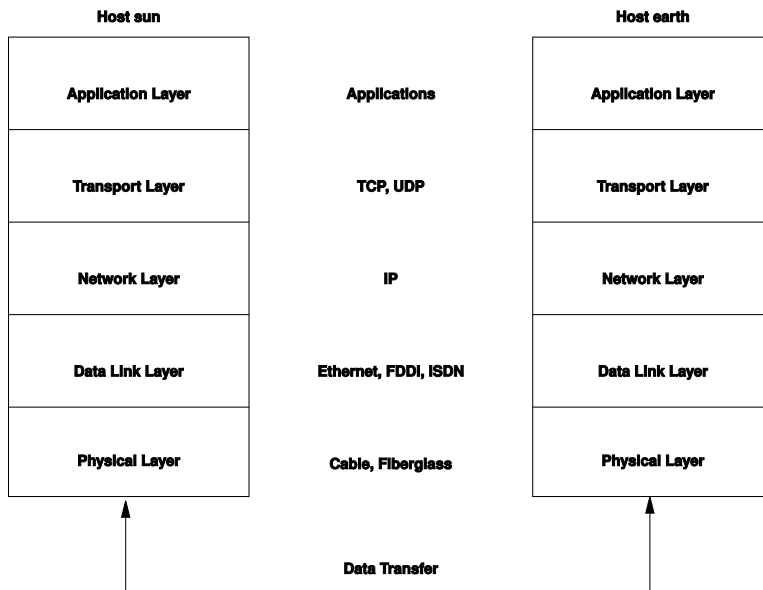 Host sun
Host earth
Application Layer
Applications
Application Layer
Transport Layer
TCP, UDP
Transport Layer
Network Layer
IP
Network Layer
Data Link Layer
Ethernet, FDDI, ISDN
Data Link Layer
Physical Layer
Cable, Fiberglass
Physical Layer
Data Transfer